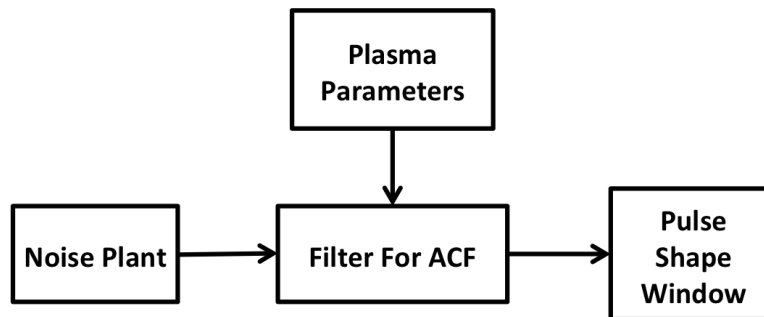 Plasma
Parameters
Noise Plant
Filter For ACF
Pulse
Shape
Window